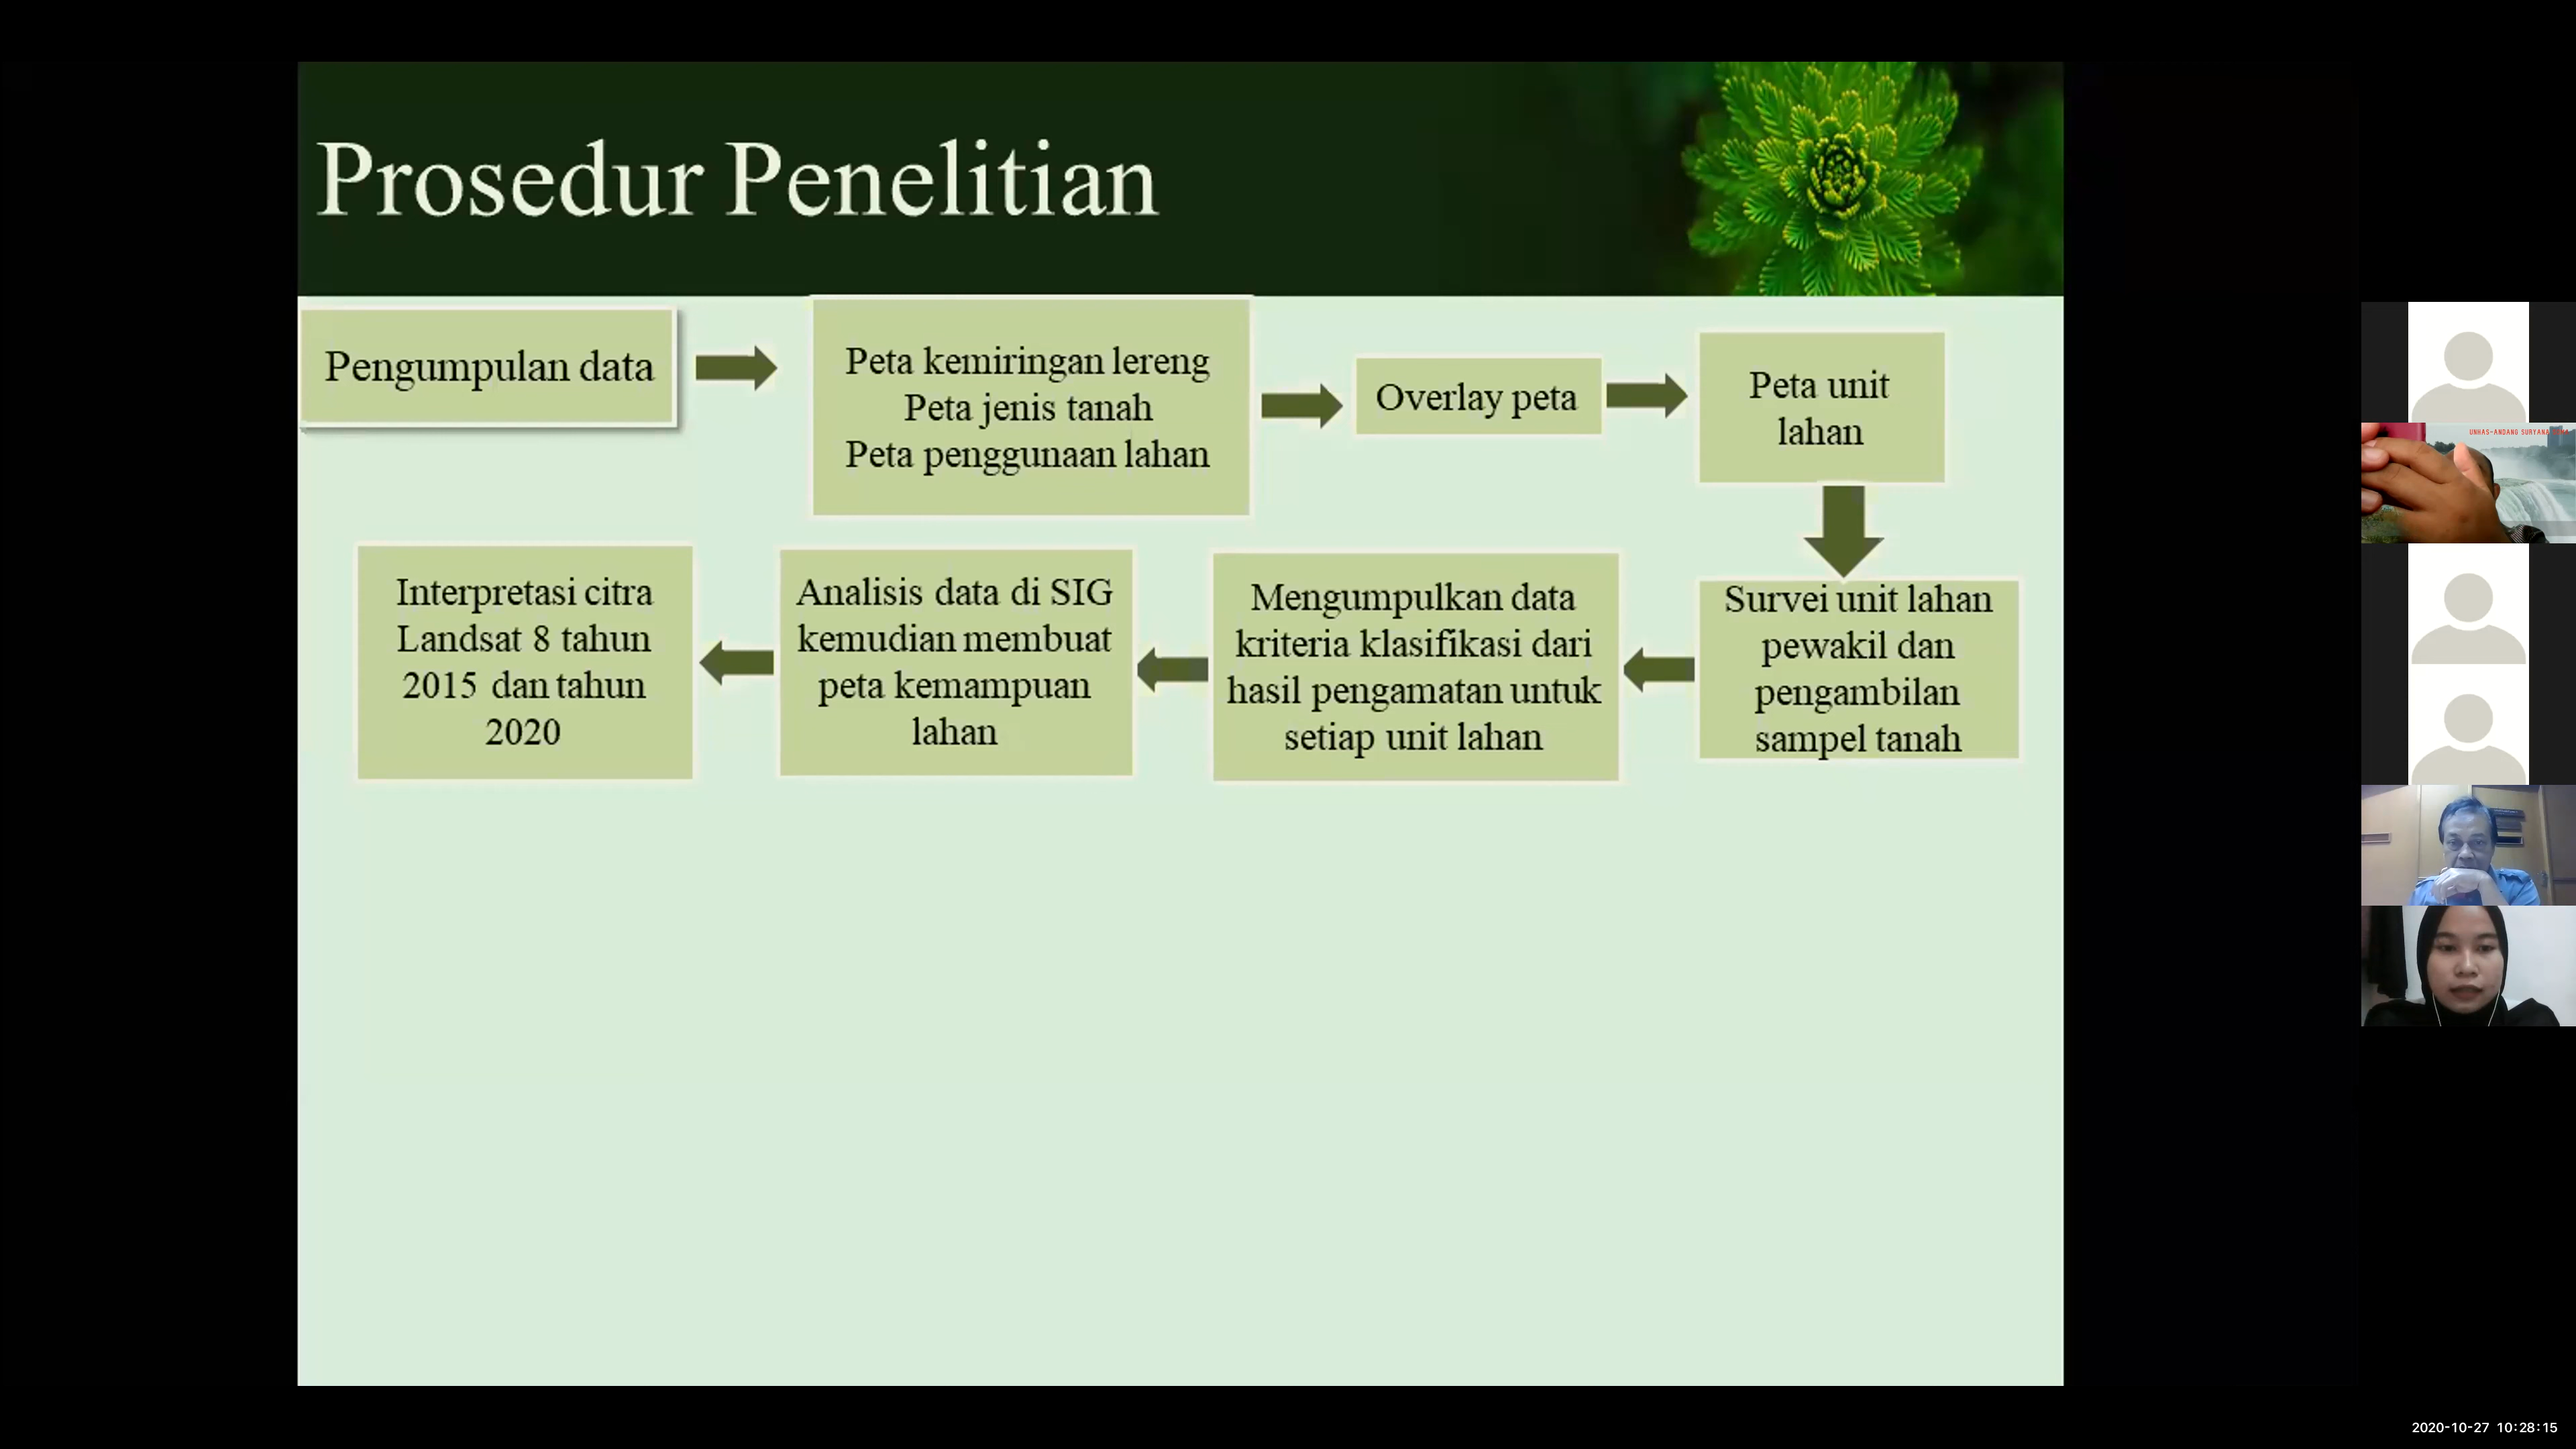 Prosedur Penelitian
Pengumpulan data
Peta kemiringan lereng
Peta jenis tanah
Peta penggunaan lahan
Overlay peta
Peta unit
lahan
Survei unit lahan
pewakil dan
pengambilan
sampel tanah
Mengumpulkan data
kriteria klasifikasi dari
hasil pengamatan untuk
setiap unit lahan
Analisis data di SIG
kemudian membuat
peta kemampuan
lahan
Interpretasi citra
Landsat 8 tahun
2015 dan tahun
2020
UNHAS-ANDANG
2020-10-27 10:28:15